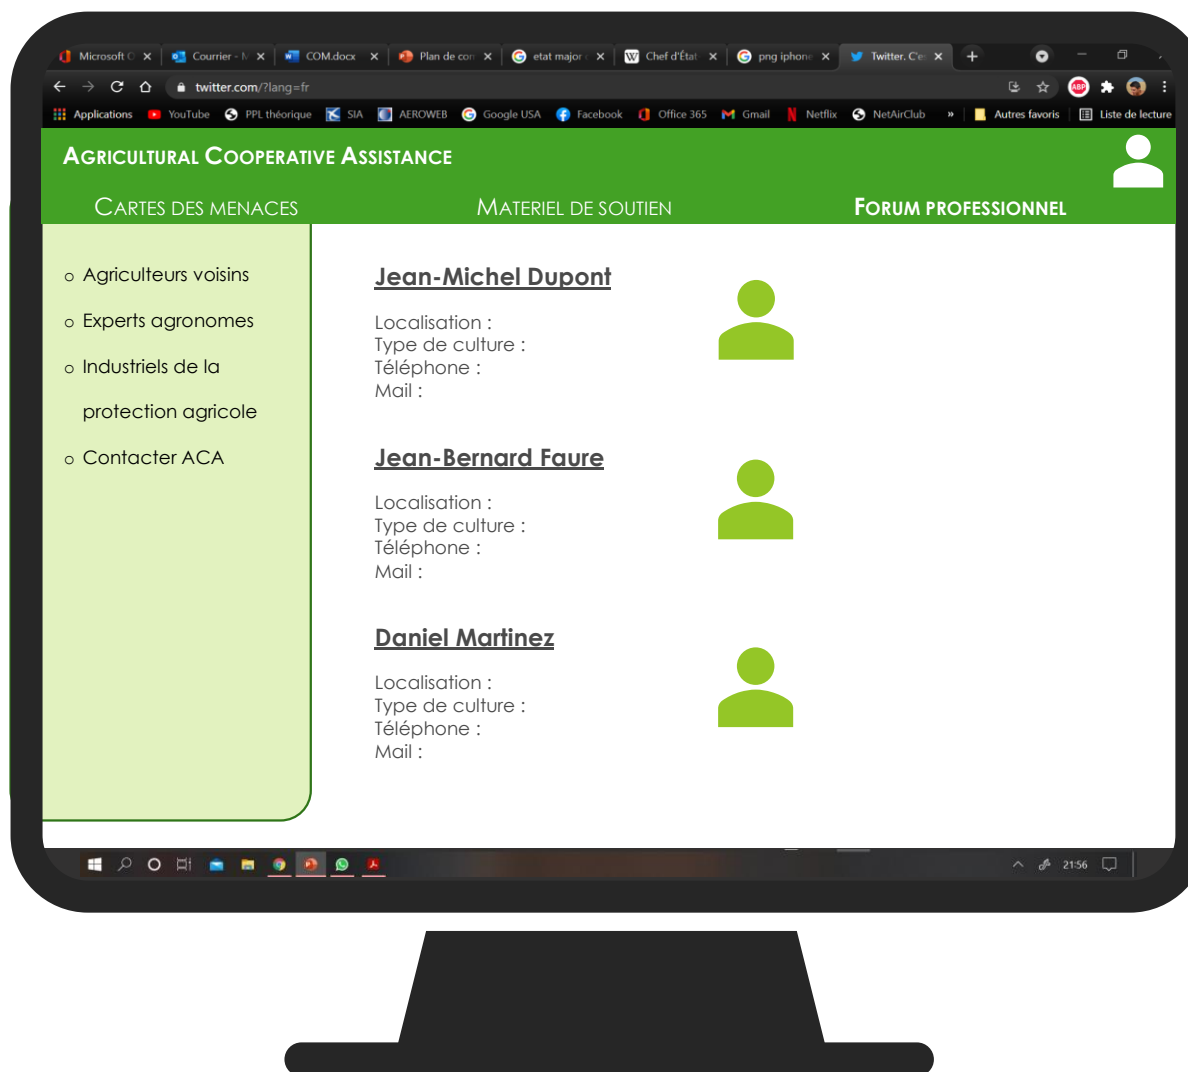 Microsoft O
Courrier - M
COM.docx
Plan de con
etat major
Chef d'État
png iphone
Twitter. C'es
twitter.com/?lang=fr
ABP
Applications
YouTube
PPL théorique
SIA
AEROWEB
Google USA
Facebook
Office 365
Gmail
Netflix
NetAirClub
»
Autres favoris
Liste de lecture
AGRICULTURAL COOPERATIVE ASSISTANCE
CARTES DES MENACES
MATERIEL DE SOUTIEN
FORUM PROFESSIONNEL
o Agriculteurs voisins
o Experts agronomes
o Industriels de la
protection agricole
o Contacter ACA
Jean-Michel Dupont
Localisation :
Type de culture :
Téléphone :
Mail :
Jean-Bernard Faure
Localisation :
Type de culture :
Téléphone :
Mail :
Daniel Martinez
Localisation :
Type de culture :
Téléphone :
Mail :
21:56